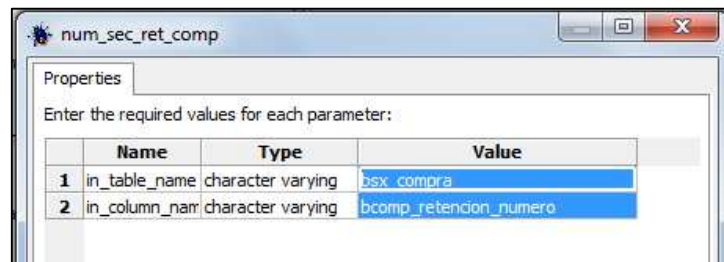 num_sec_ret_comp
Properties
Enter the required values for each parameter:
Name Type Value
1 in_table_name character varying bsx_compra
2 in_column_nam character varying bcomp_retencion_numero